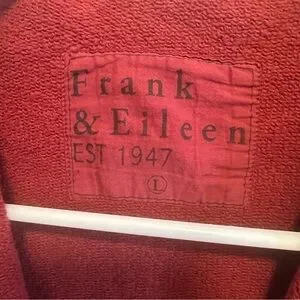 Frank
& Eileen
EST 1947
L